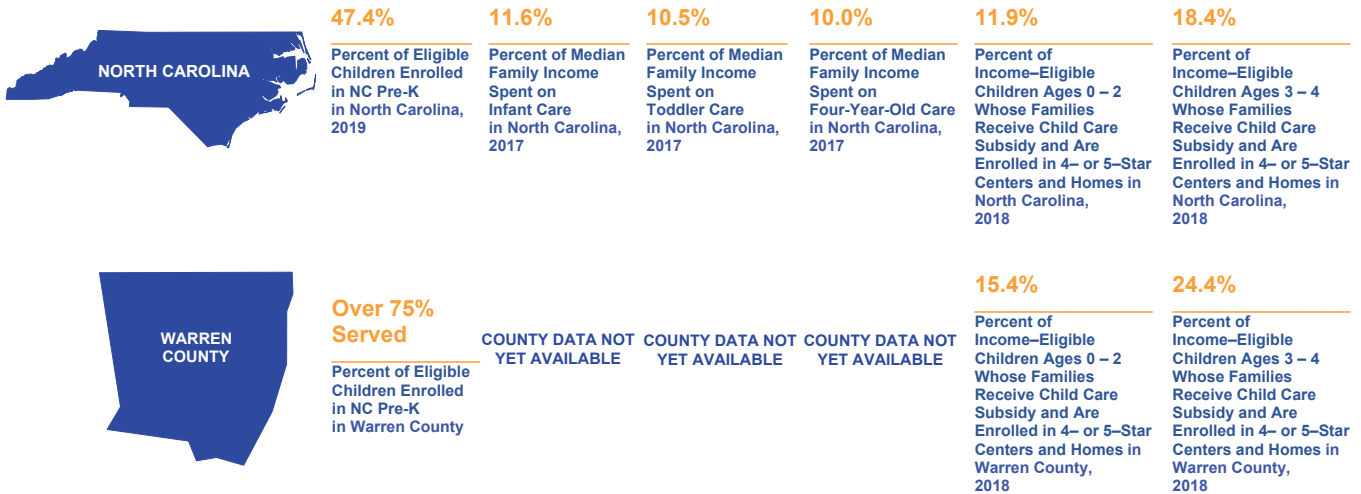 NORTH CAROLINA
47.4%
Percent of Eligible
Children Enrolled
in NC Pre-K
in North Carolina,
2019
11.6%
Percent of Median
Family Income
Spent on
Infant Care
in North Carolina,
2017
10.5%
Percent of Median
Family Income
Spent on
Toddler Care
in North Carolina,
2017
10.0%
Percent of Median
Family Income
Spent on
Four-Year-Old Care
in North Carolina,
2017
11.9%
Percent of
Income–Eligible
Children Ages 0 – 2
Whose Families
Receive Child Care
Subsidy and Are
Enrolled in 4– or 5–Star
Centers and Homes in
North Carolina,
2018
18.4%
Percent of
Income–Eligible
Children Ages 3 – 4
Whose Families
Receive Child Care
Subsidy and Are
Enrolled in 4– or 5–Star
Centers and Homes in
North Carolina,
2018
WARREN
COUNTY
Over 75%
Served
Percent of Eligible
Children Enrolled
in NC Pre-K
in Warren County
COUNTY DATA NOT
YET AVAILABLE
COUNTY DATA NOT
YET AVAILABLE
COUNTY DATA NOT
YET AVAILABLE
15.4%
Percent of
Income–Eligible
Children Ages 0 – 2
Whose Families
Receive Child Care
Subsidy and Are
Enrolled in 4– or 5–Star
Centers and Homes in
Warren County,
2018
24.4%
Percent of
Income–Eligible
Children Ages 3 – 4
Whose Families
Receive Child Care
Subsidy and Are
Enrolled in 4– or 5–Star
Centers and Homes in
Warren County,
2018